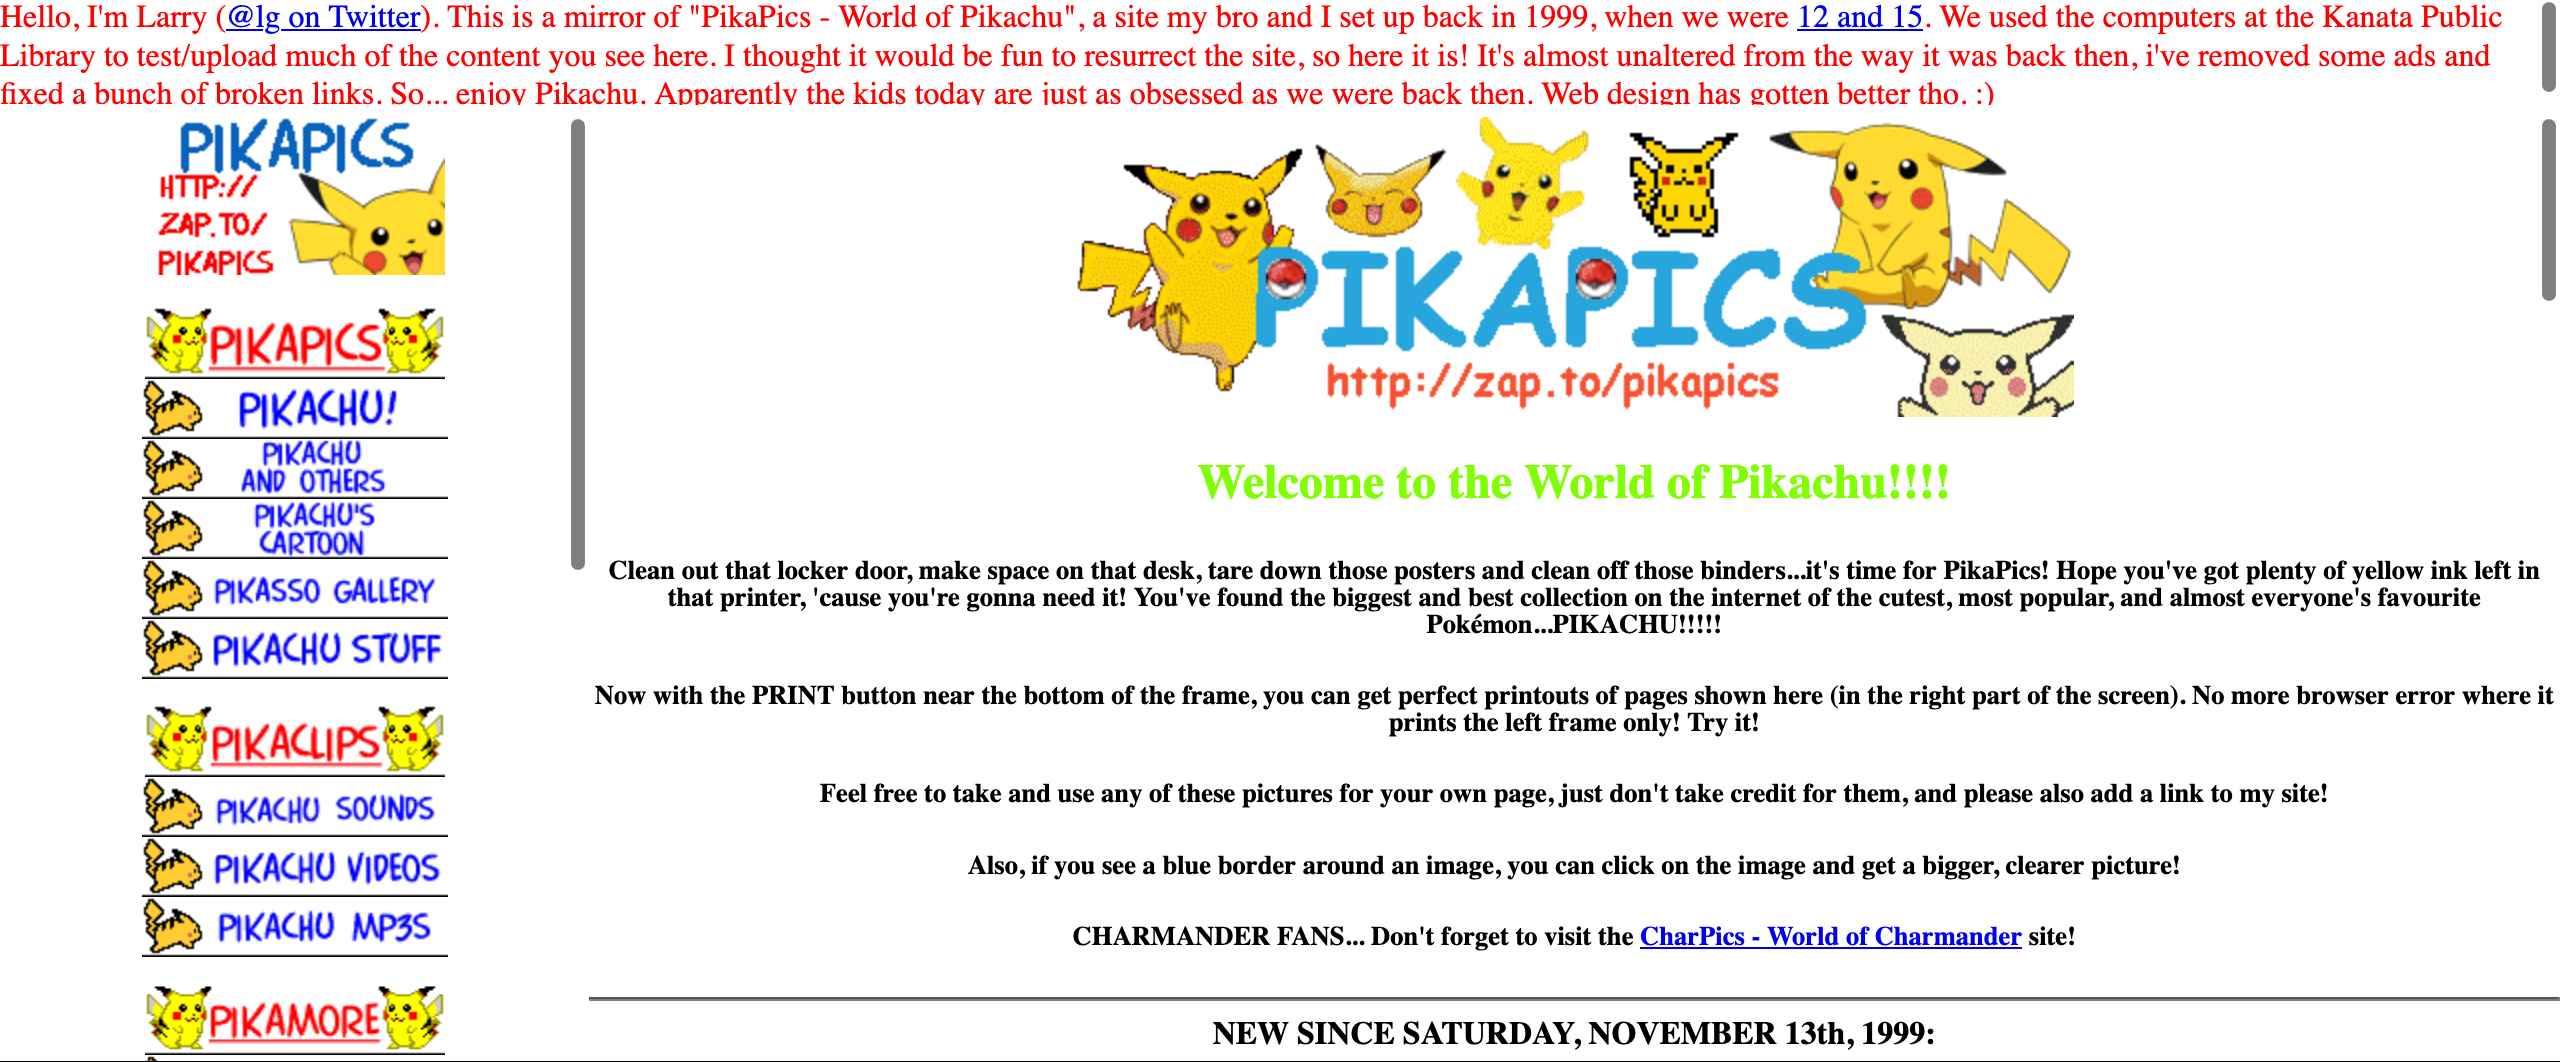 Hello, I'm Larry (@lg on Twitter). This is a mirror of "PikaPics - World of Pikachu", a site my bro and I set up back in 1999, when we were 12 and 15. We used the computers at the Kanata Public
Library to test/upload much of the content you see here. I thought it would be fun to resurrect the site, so here it is! It's almost unaltered from the way it was back then, i've removed some ads and
fixed a bunch of broken links. So... enjoy Pikachu. Apparently the kids today are just as obsessed as we were back then. Web design has gotten better tho. :)
PIKAPICS
HTTP://
ZAP.TO/
PIKAPICS
PIKAPICS
PIKACHU!
PIKACHU
AND OTHERS
PIKACHU'S
CARTOON
PIKASSO GALLERY
PIKACHU STUFF
PIKACLIPS
PIKACHU SOUNDS
PIKACHU VIDEOS
PIKACHU MP3S
PIKAMORE
PIKAPICS
http://zap.to/pikapics
Welcome to the World of Pikachu!!!!
Clean out that locker door, make space on that desk, tare down those posters and clean off those binders...it's time for PikaPics! Hope you've got plenty of yellow ink left in
that printer, 'cause you're gonna need it! You've found the biggest and best collection on the internet of the cutest, most popular, and almost everyone's favourite
Pokémon...PIKACHU!!!!!
Now with the PRINT button near the bottom of the frame, you can get perfect printouts of pages shown here (in the right part of the screen). No more browser error where it
prints the left frame only! Try it!
Feel free to take and use any of these pictures for your own page, just don't take credit for them, and please also add a link to my site!
Also, if you see a blue border around an image, you can click on the image and get a bigger, clearer picture!
CHARMANDER FANS... Don't forget to visit the CharPics - World of Charmander site!
NEW SINCE SATURDAY, NOVEMBER 13th, 1999: